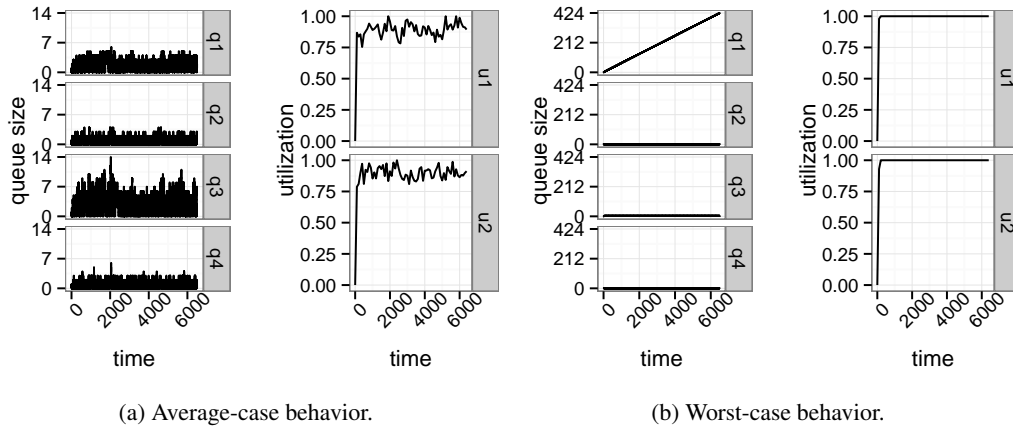 queue size
14
7
0
q1
14
7
0
q2
14
7
0
q3
14
7
0
q4
0
2000
4000
6000
time
utilization
1.00
0.75
0.50
0.25
0.00
u1
1.00
0.75
0.50
0.25
0.00
u2
0
2000
4000
6000
time
queue size
424
212
0
q1
424
212
0
q2
424
212
0
q3
424
212
0
q4
0
2000
4000
6000
time
utilization
1.00
0.75
0.50
0.25
0.00
u1
1.00
0.75
0.50
0.25
0.00
u2
0
2000
4000
6000
time
(a) Average-case behavior.
(b) Worst-case behavior.